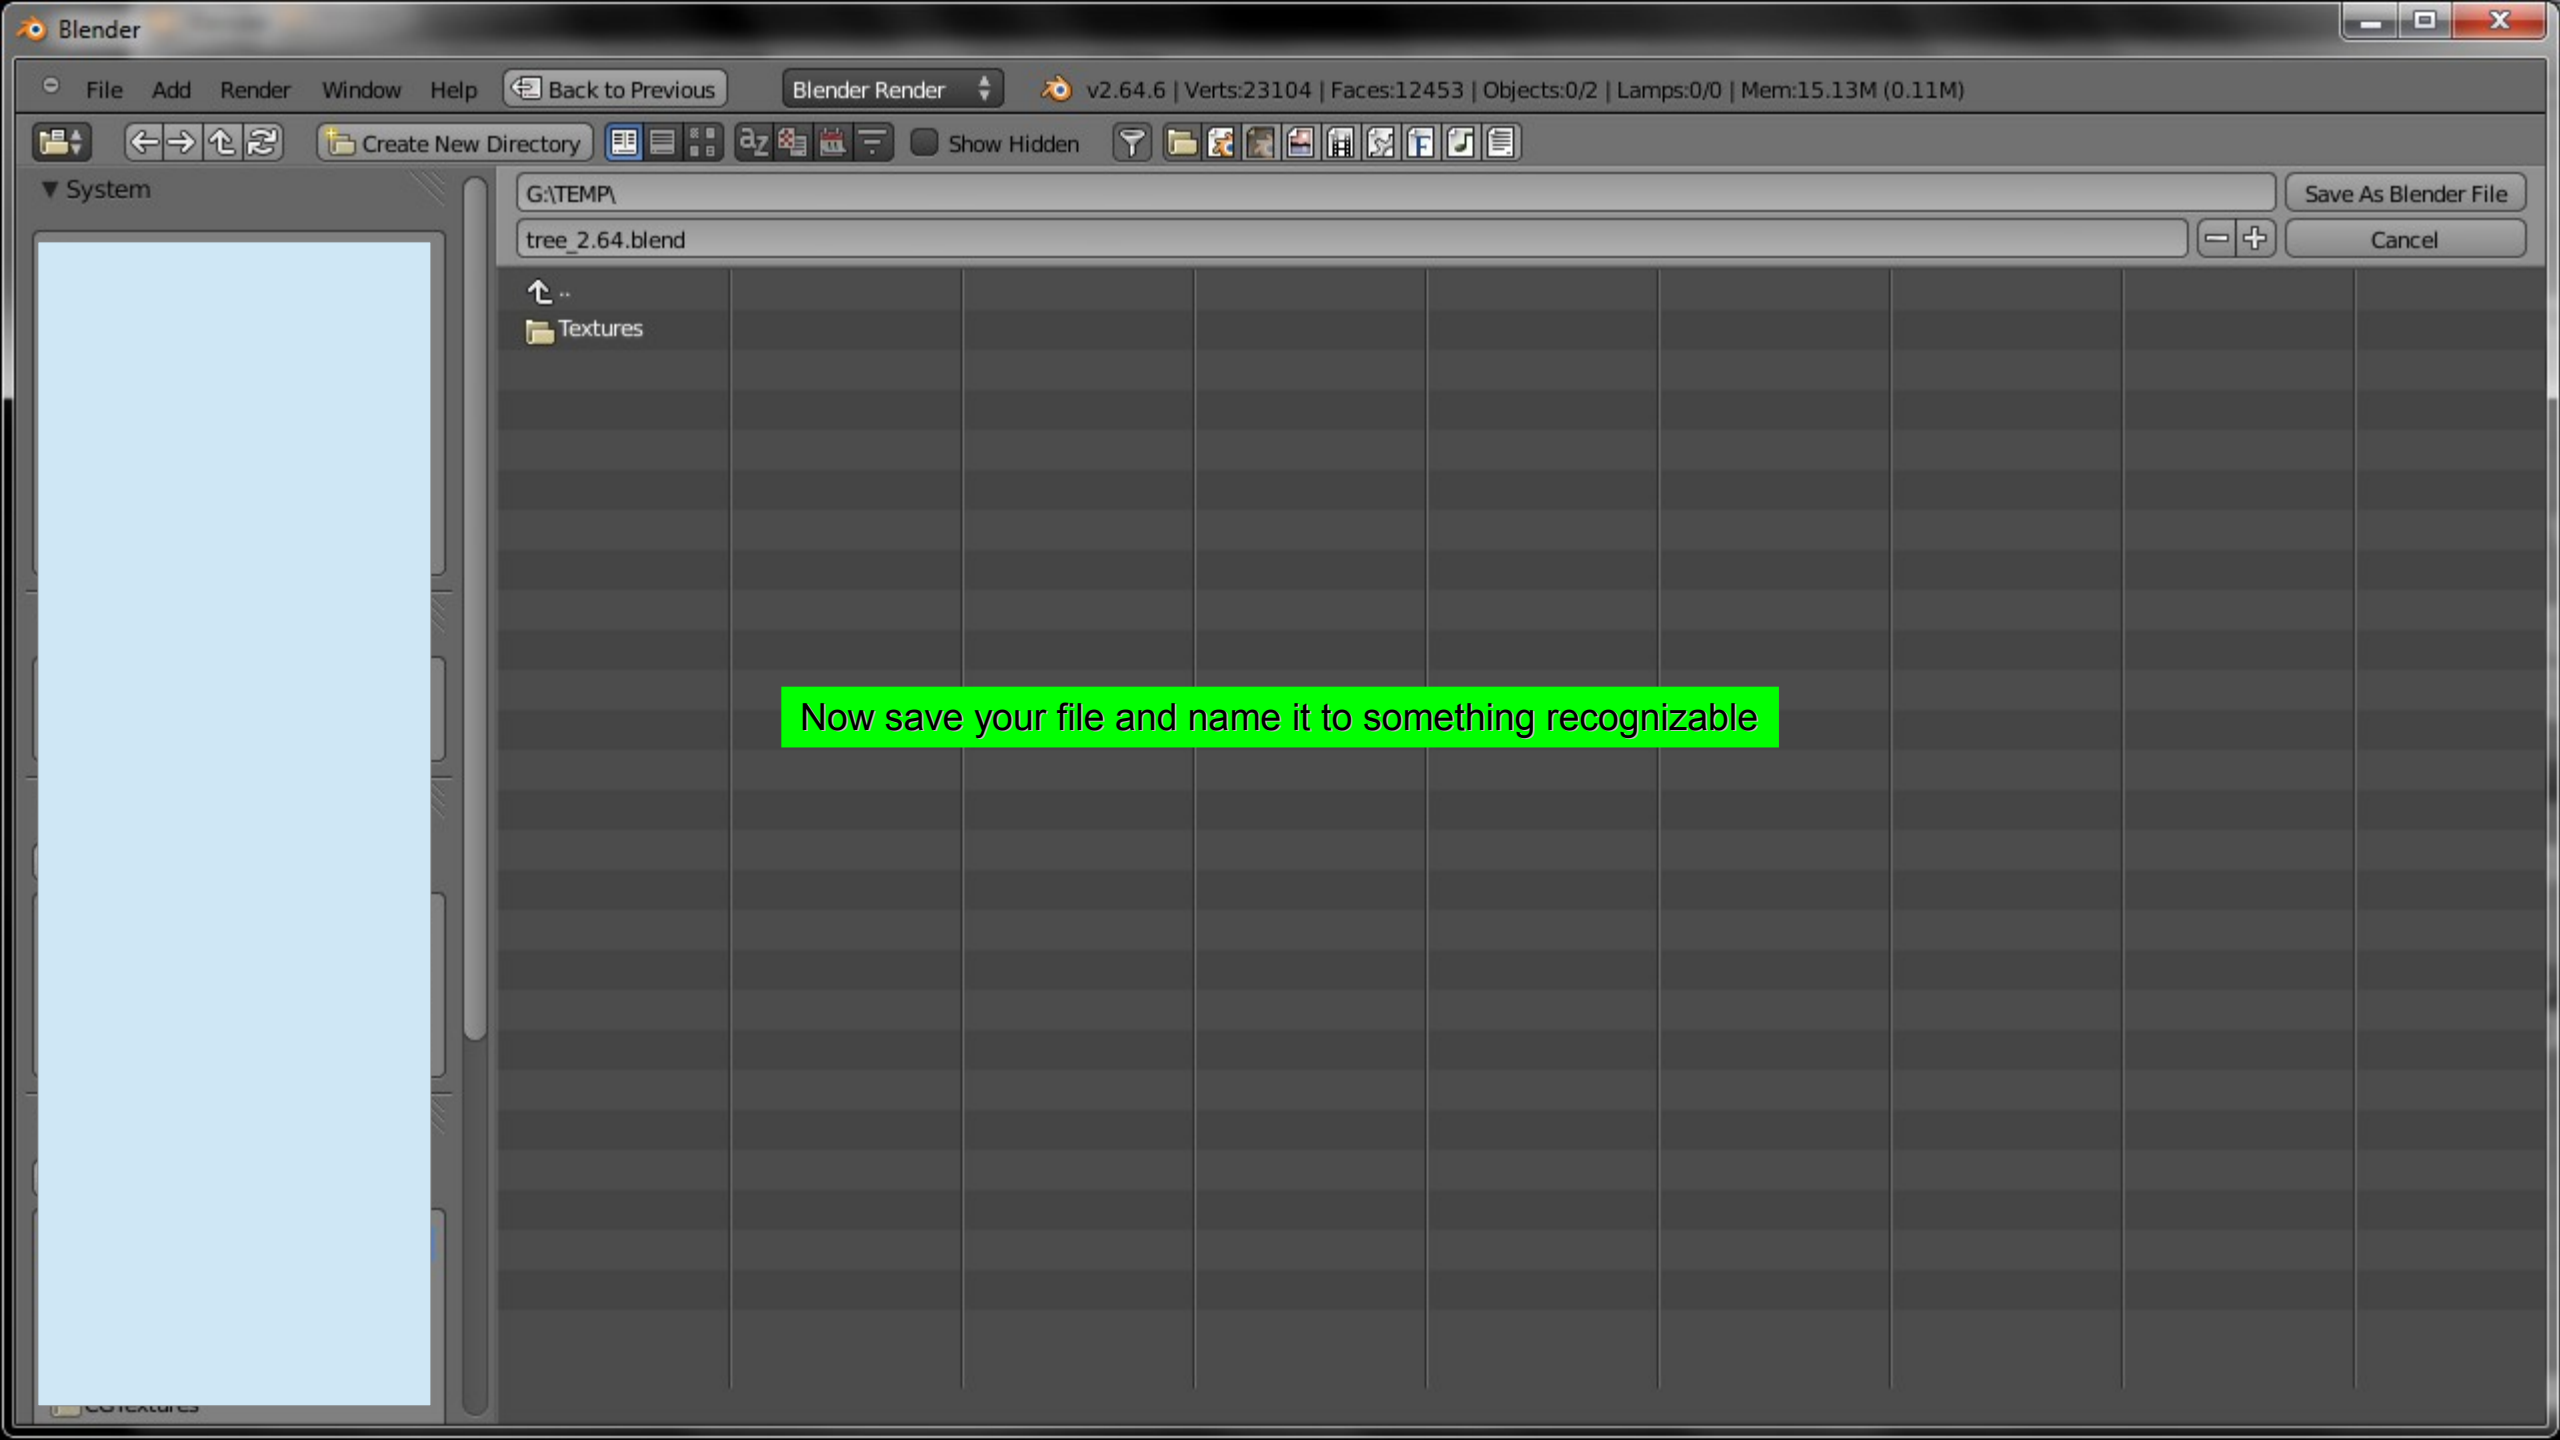 Blender
File Add Render Window Help Back to Previous Blender Render v2.64.6 | Verts:23104 | Faces:12453 | Objects:0/2 | Lamps:0/0 | Mem:15.13M (0.11M)
Create New Directory Show Hidden
System
G:\TEMP\ Save As Blender File
tree_2.64.blend Cancel
..
Textures
Now save your file and name it to something recognizable